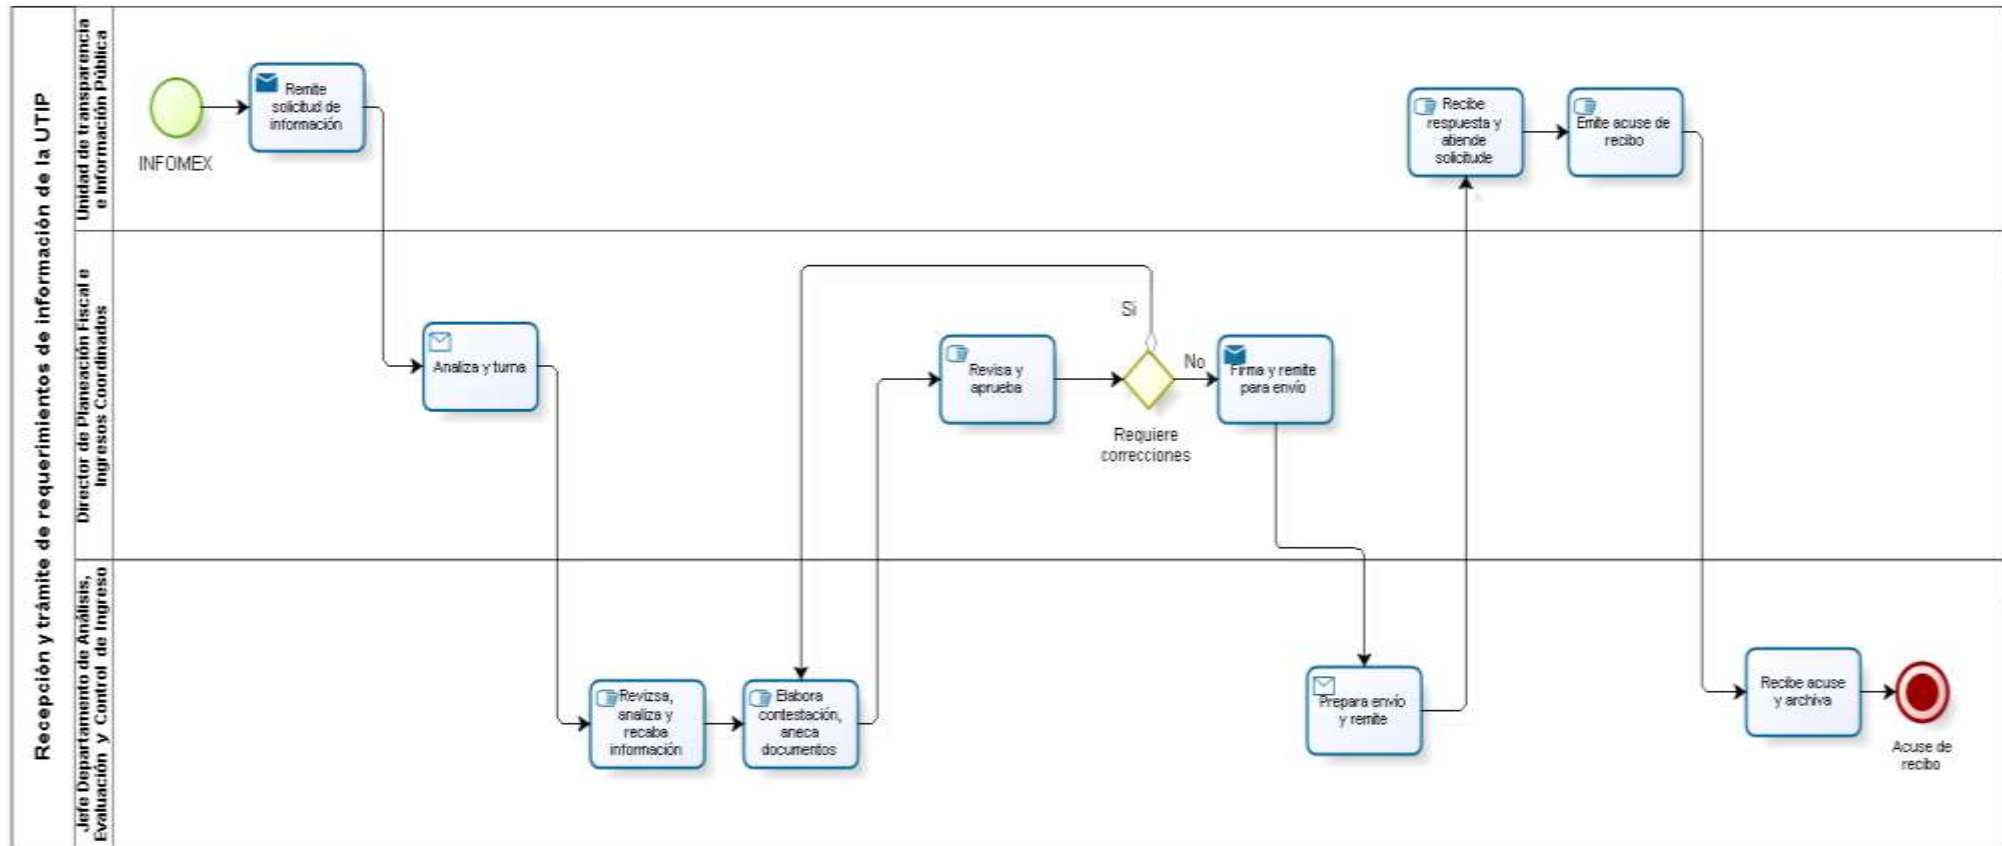 Recepción y trámite de requerimientos de información de la UTIP
Unidad de transparencia
e Información Pública
INFOMEX
Remite
solicitud de
información
Recibe
respuesta y
atiende
solicitude
Emite acuse de
recibo
Director de Planeación Fiscal e
Ingresos Coordinados
Analiza y turna
Revisa y
aprueba
Si
No
Requiere
correcciones
Firma y remite
para envío
Jefe Departamento de Análisis,
Evaluación y Control de Ingreso
Revizsa,
analiza y
recaba
información
Elabora
contestación,
aneca
documentos
Prepara envío
y remite
Recibe acuse
y archiva
Acuse de
recibo